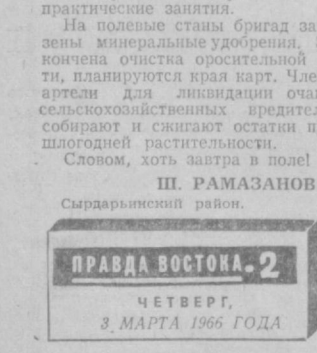 практические занятия.
На полевые станы бригад за
зены минеральные удобрения.
кончена очистка оросительной
ти, планируются края карт. Чле
артели для ликвидации очаг
сельскохозяйственных вредител
собирают и сжигают остатки п
шлогодней растительности.
Словом, хоть завтра в поле!
Ш. РАМАЗАНОВ
Сырдарьинский район.
ПРАВДА ВОСТОКА. 2
ЧЕТВЕРГ,
3 МАРТА 1966 ГОДА